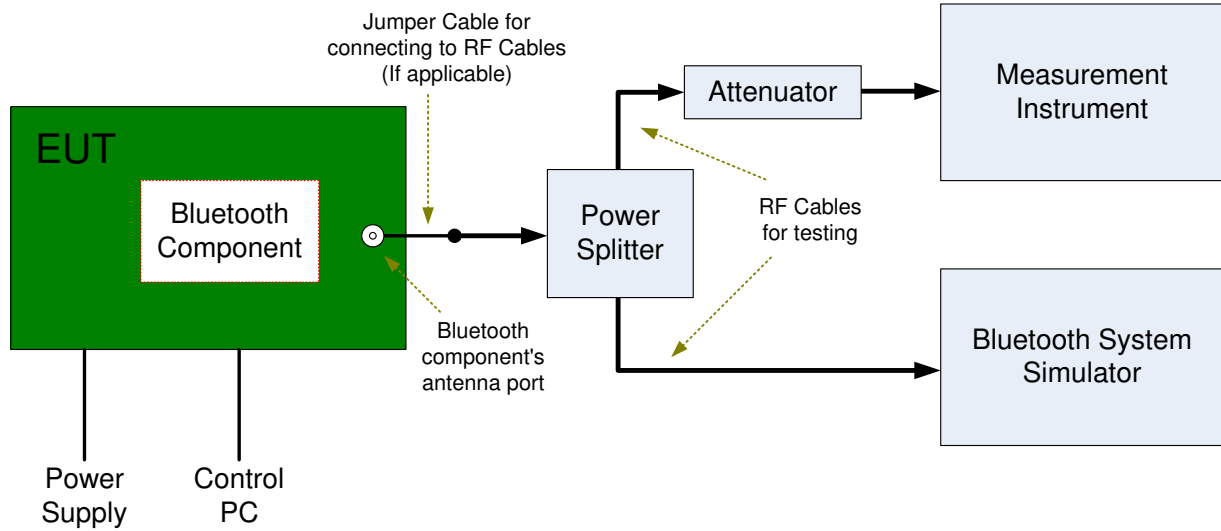 Jumper Cable for
connecting to RF Cables
(If applicable)
EUT
Bluetooth
Component
Bluetooth
component's
antenna port
Power
Supply
Control
PC
Power
Splitter
Attenuator
Measurement
Instrument
RF Cables
for testing
Bluetooth System
Simulator